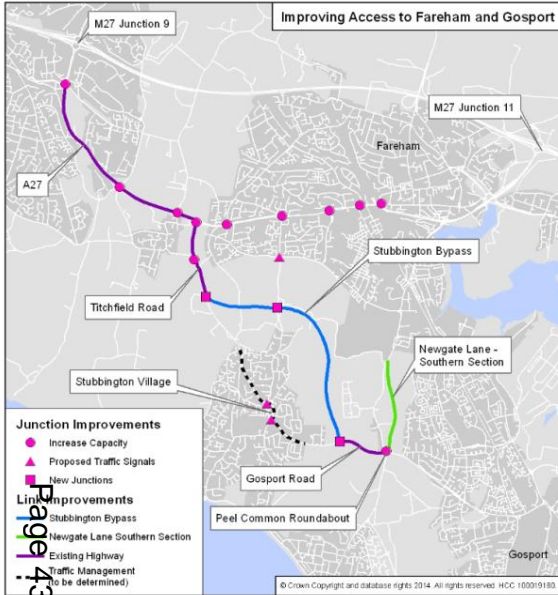 Improving Access to Fareham and Gosport
M27 Junction 9
M27 Junction 11
Fareham
A27
Stubbington Bypass
Titchfield Road
Newgate Lane -
Southern Section
Stubbington Village
Junction Improvements
Increase Capacity
Proposed Traffic Signals
New Junctions
Link Improvements
Stubbington Bypass
Newgate Lane Southern Section
Existing Highway
Traffic Management
(to be determined)
Gosport Road
Peel Common Roundabout
Gosport
Page 43
© Crown Copyright and database rights 2014. All rights reserved. HCC 100019180.